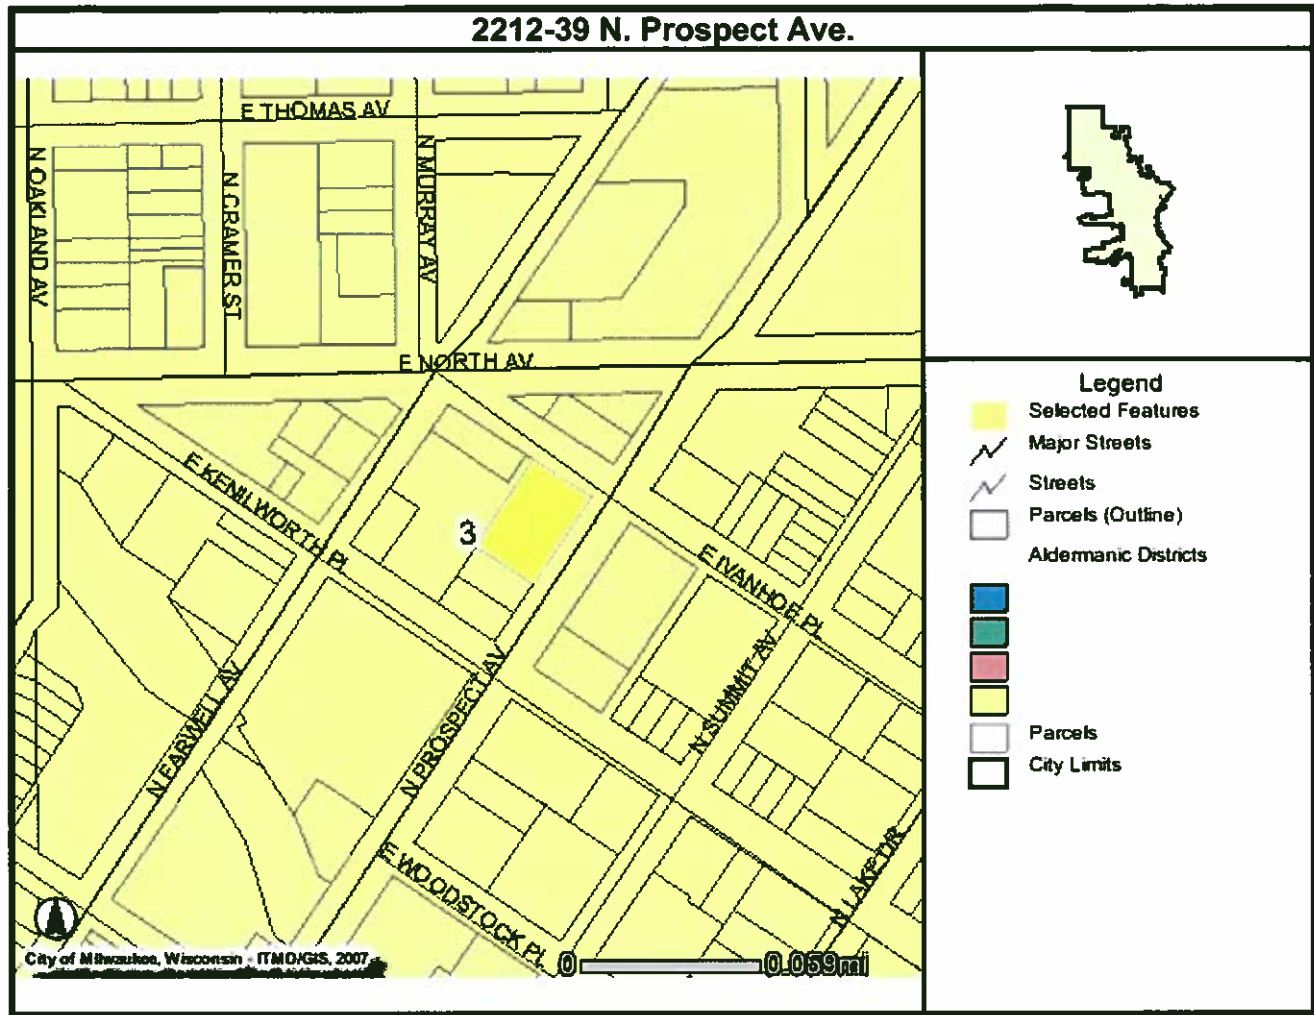 2212-39 N. Prospect Ave.
E THOMAS AV
N OAKLAND AV
N CRAMER ST
N MURRAY AV
E NORTH AV
E KENILWORTH PL
3
E IVANHOE PL
N SUMMIT AV
N FARWELL AV
N PROSPECT AV
E WOODSTOCK PL
N LAKE DR
City of Milwaukee, Wisconsin - ITMD/GIS, 2007
0 0.059mi
Legend
Selected Features
Major Streets
Streets
Parcels (Outline)
Aldermanic Districts
Parcels
City Limits